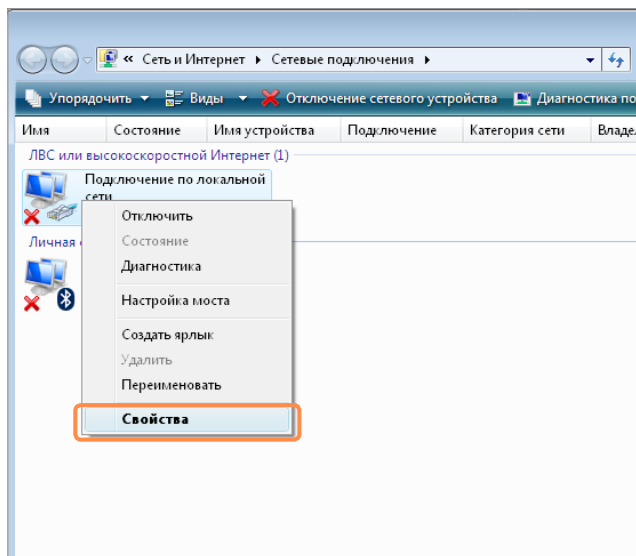 « Сеть и Интернет ▸ Сетевые подключения ▸
Упорядочить Виды Отключение сетевого устройства Диагностика по
Имя Состояние Имя устройства Подключение Категория сети Владе
ЛВС или высокоскоростной Интернет (1)
Подключение по локальной
сети
Отключить
Личная
Состояние
Диагностика
Настройка моста
Создать ярлык
Удалить
Переименовать
Свойства